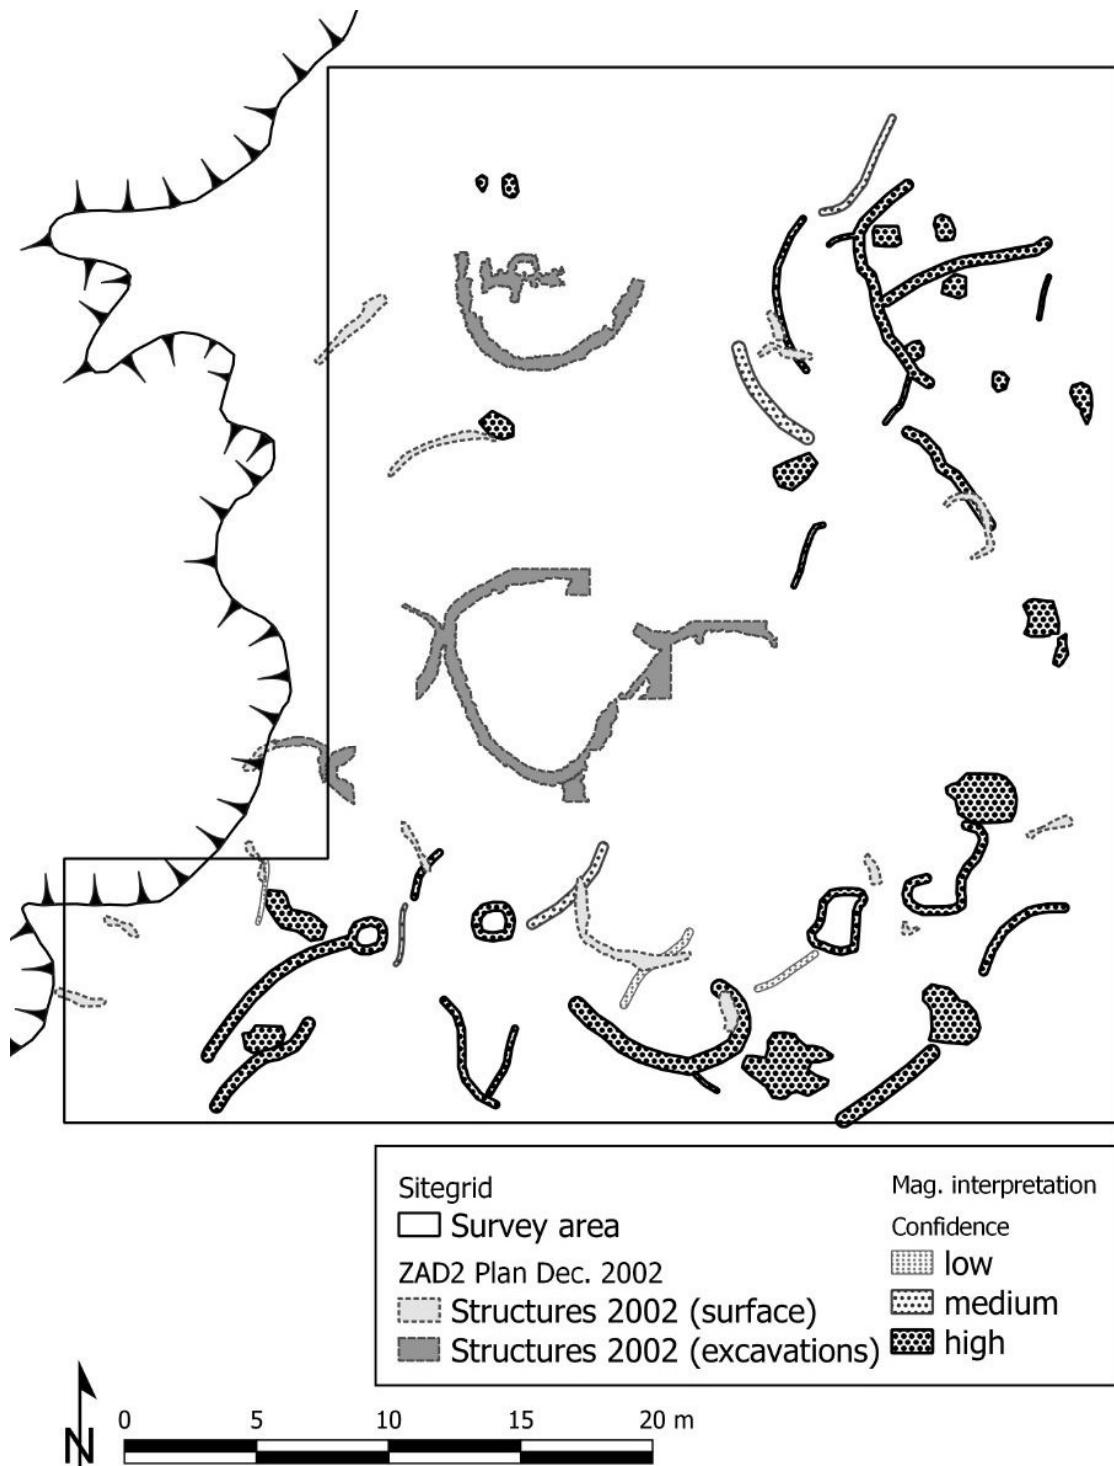 Sitegrid
Survey area
ZAD2 Plan Dec. 2002
Structures 2002 (surface)
Structures 2002 (excavations)
Mag. interpretation
Confidence
low
medium
high
N
0 5 10 15 20 m